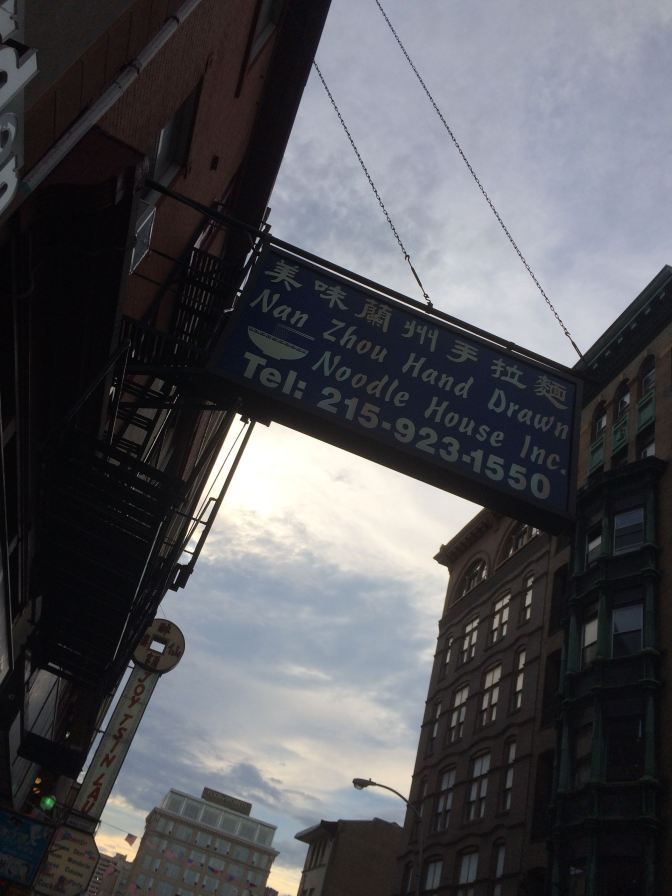 美味蘭州手拉麵
Nan Zhou Hand Drawn
Noodle House Inc.
Tel: 215-923-1550
JOY TSIN LAU